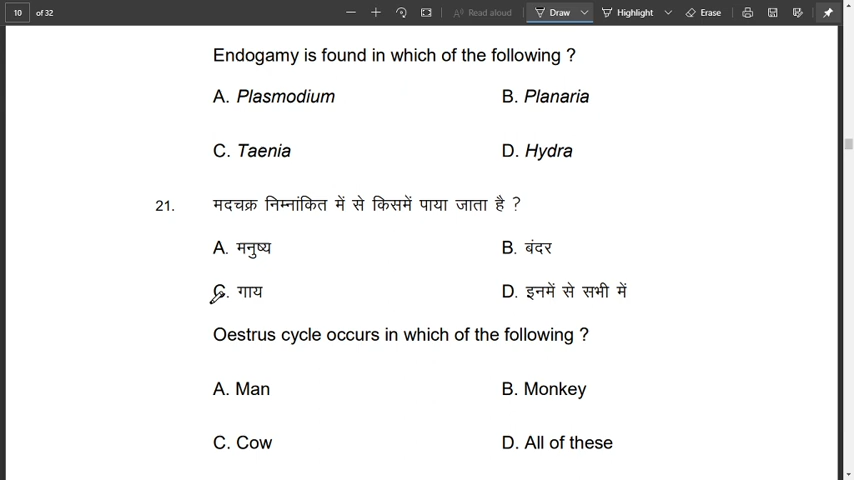 10 of 32 Read aloud Draw Highlight Erase
Endogamy is found in which of the following ?
A. Plasmodium B. Planaria
C. Taenia D. Hydra
21. मदचक्र निम्नांकित में से किसमें पाया जाता है ?
A. मनुष्य B. बंदर
C. गाय D. इनमें से सभी में
Oestrus cycle occurs in which of the following ?
A. Man B. Monkey
C. Cow D. All of these